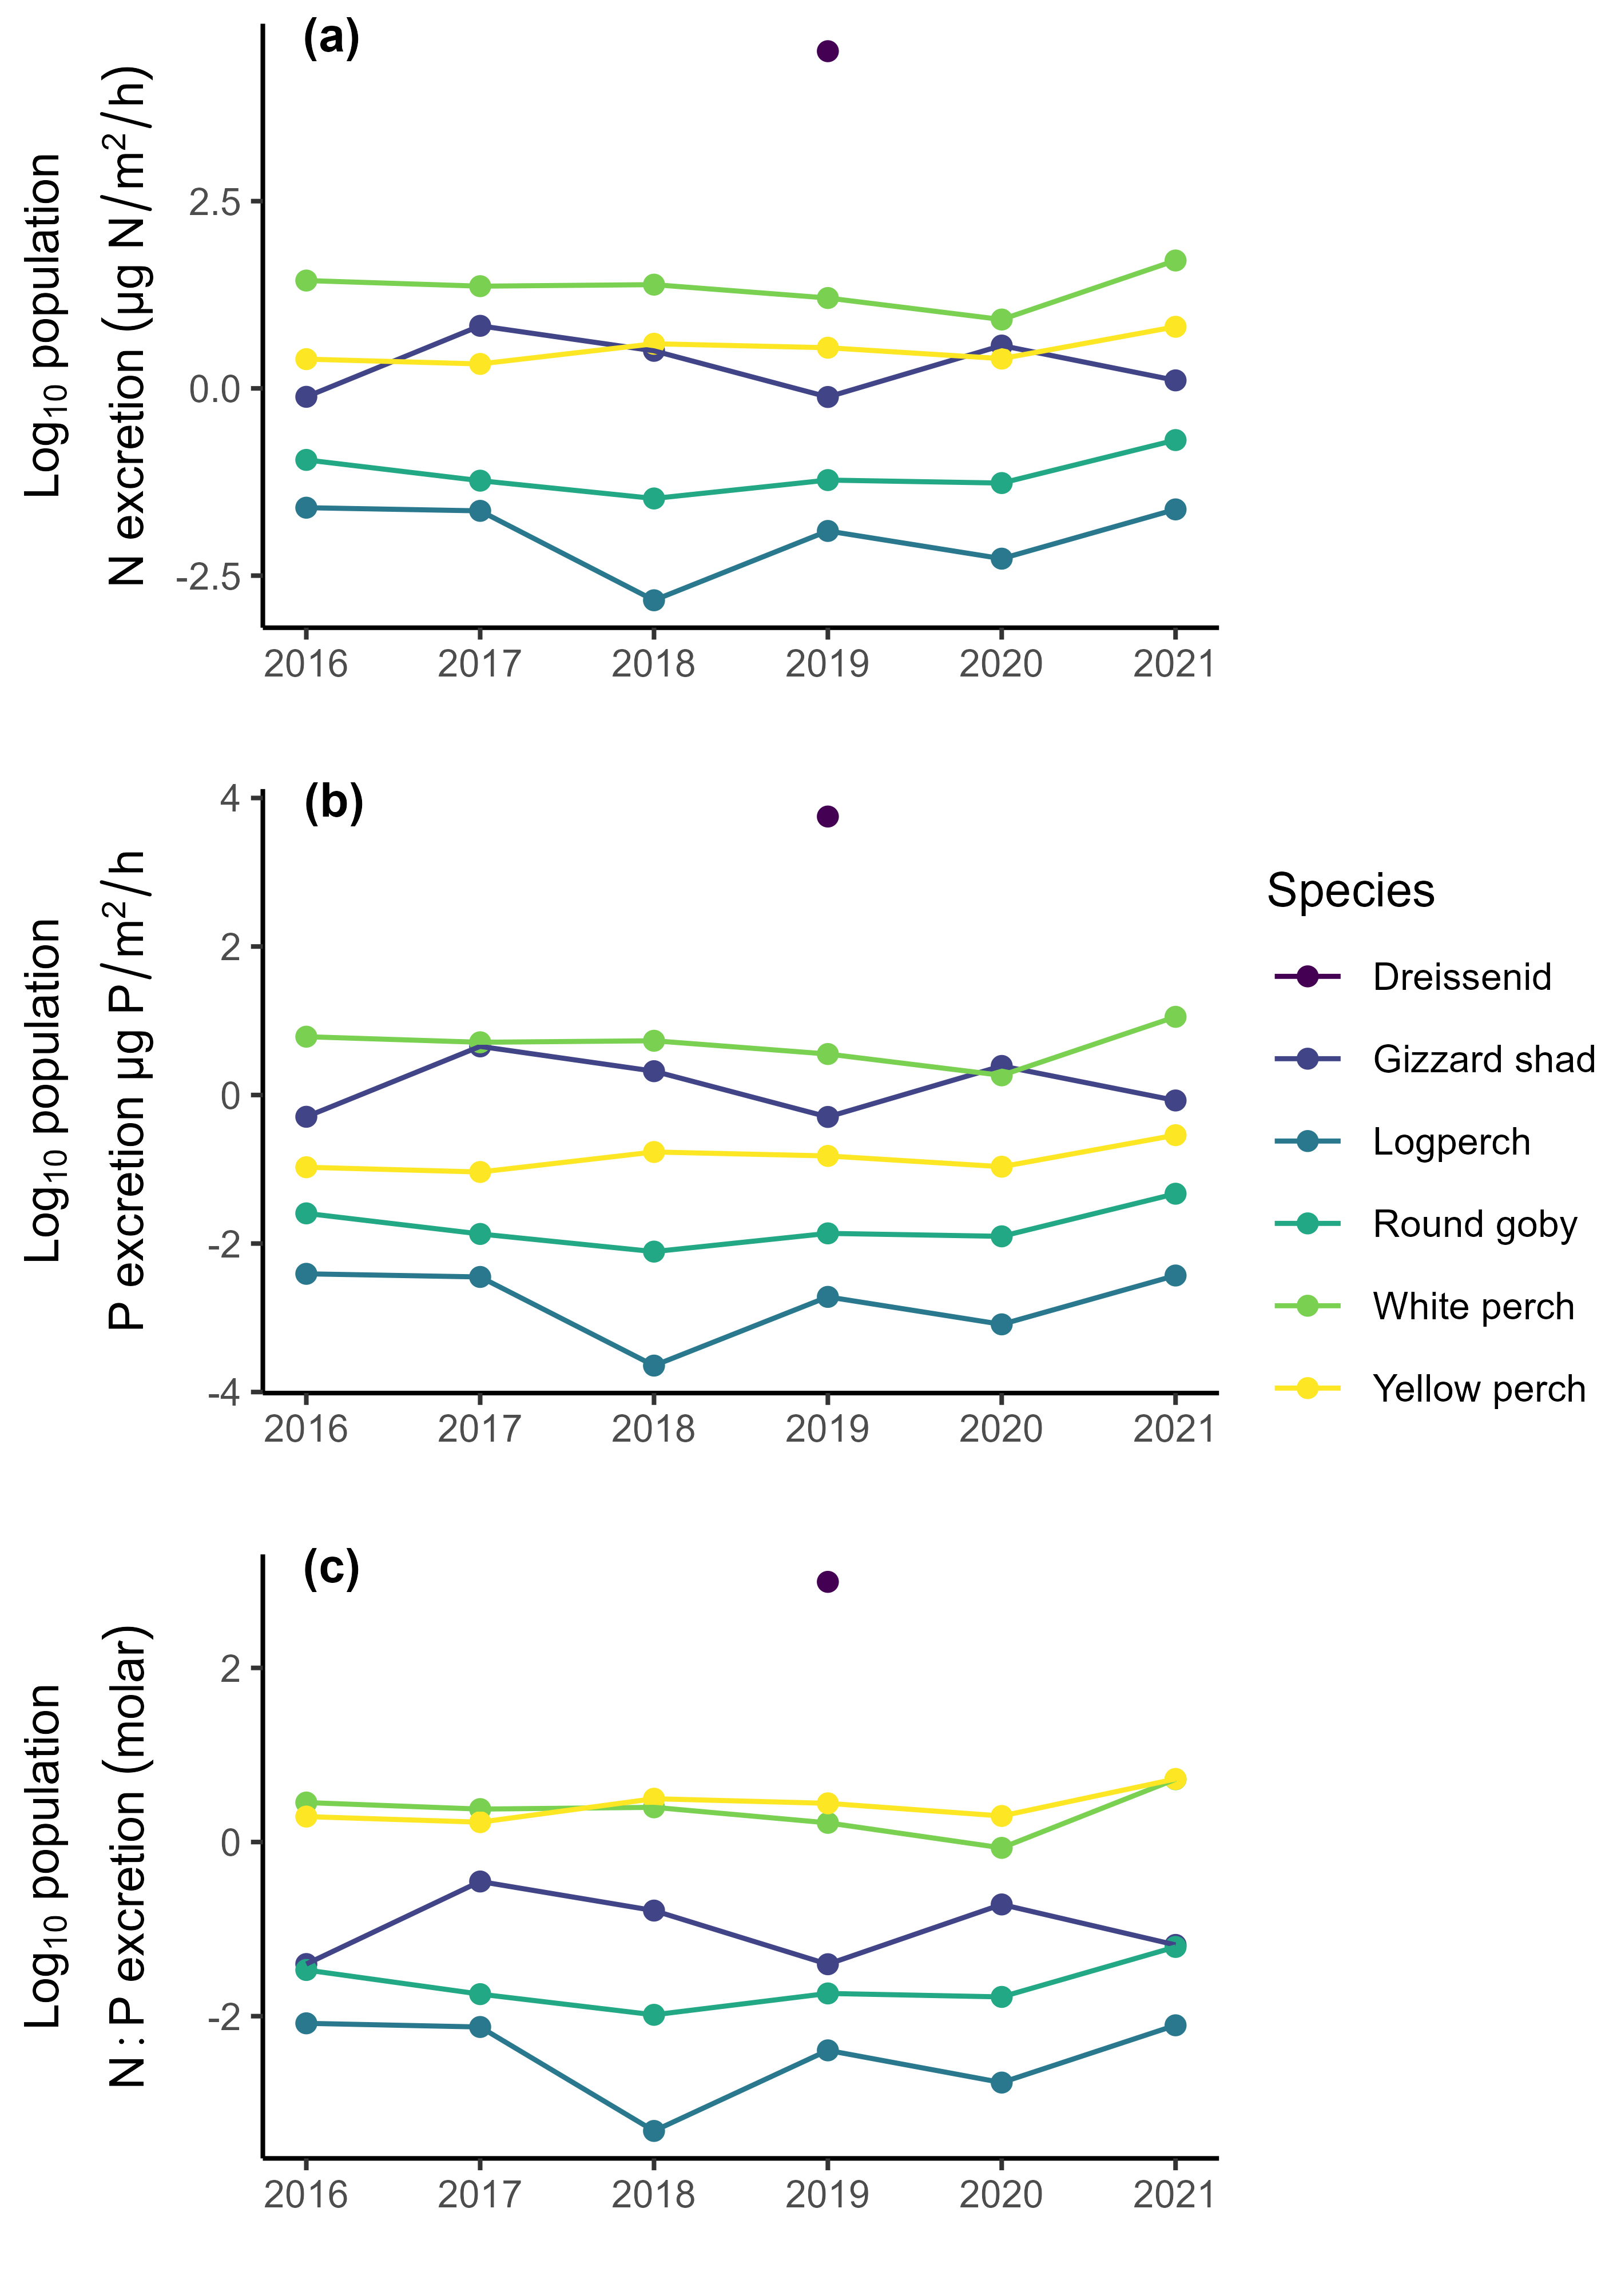 (a)
Log₁₀ population
N excretion (μg N/m²/h)
2.5
0.0
-2.5
2016 2017 2018 2019 2020 2021
(b)
Log₁₀ population
P excretion μg P/m²/h
4
2
0
-2
-4
2016 2017 2018 2019 2020 2021
Species
Dreissenid
Gizzard shad
Logperch
Round goby
White perch
Yellow perch
(c)
Log₁₀ population
N:P excretion (molar)
2
0
-2
2016 2017 2018 2019 2020 2021